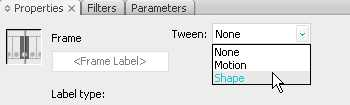 Properties Filters Parameters
Frame Tween: None
<Frame Label>
None
Motion
Shape
Label type: